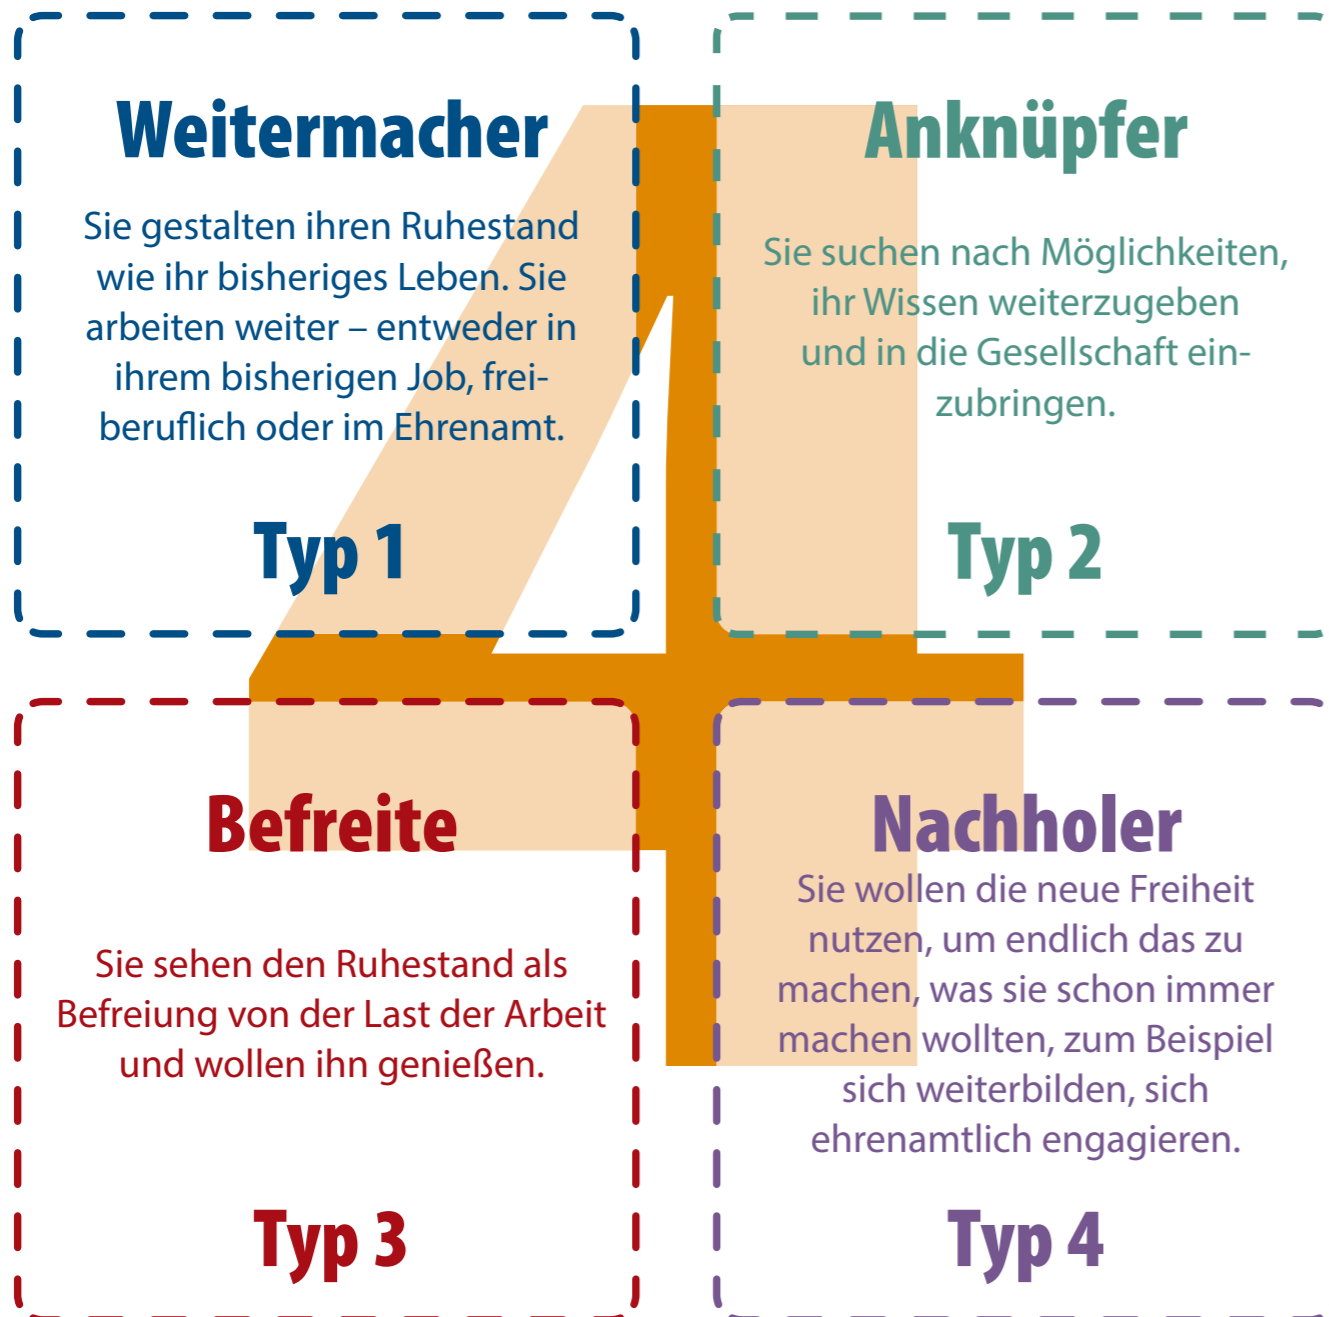 Weitermacher
Sie gestalten ihren Ruhestand
wie ihr bisheriges Leben. Sie
arbeiten weiter – entweder in
ihrem bisherigen Job, frei-
beruflich oder im Ehrenamt.
Typ 1
Anknüpfer
Sie suchen nach Möglichkeiten,
ihr Wissen weiterzugeben
und in die Gesellschaft ein-
zubringen.
Typ 2
Befreite
Sie sehen den Ruhestand als
Befreiung von der Last der Arbeit
und wollen ihn genießen.
Typ 3
Nachholer
Sie wollen die neue Freiheit
nutzen, um endlich das zu
machen, was sie schon immer
machen wollten, zum Beispiel
sich weiterbilden, sich
ehrenamtlich engagieren.
Typ 4
4